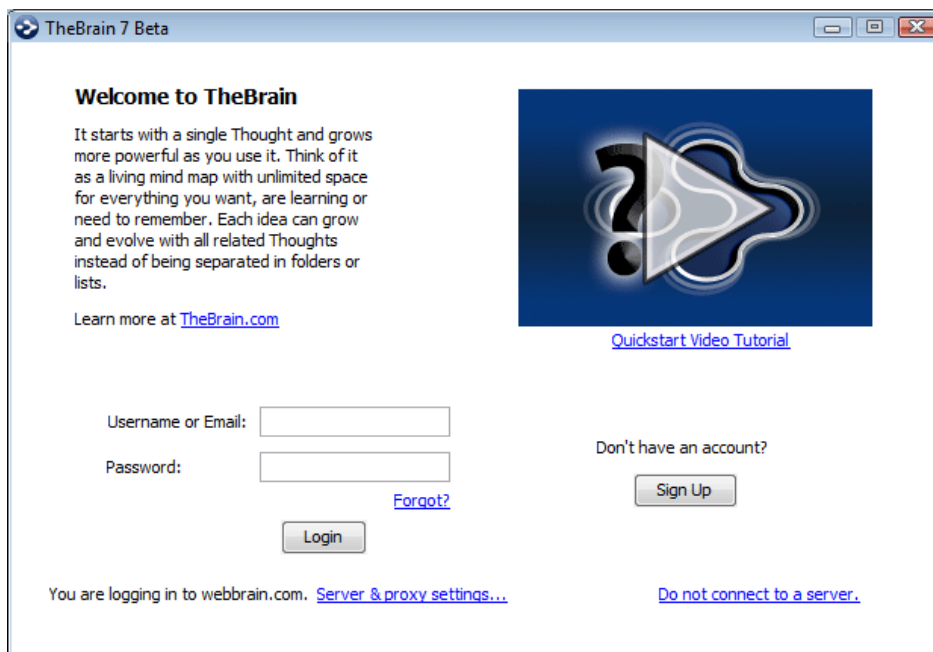 TheBrain 7 Beta
Welcome to TheBrain
It starts with a single Thought and grows
more powerful as you use it. Think of it
as a living mind map with unlimited space
for everything you want, are learning or
need to remember. Each idea can grow
and evolve with all related Thoughts
instead of being separated in folders or
lists.
Learn more at TheBrain.com
?
Quickstart Video Tutorial
Username or Email:
Password:
Forgot?
Login
Don't have an account?
Sign Up
You are logging in to webbrain.com. Server & proxy settings...
Do not connect to a server.